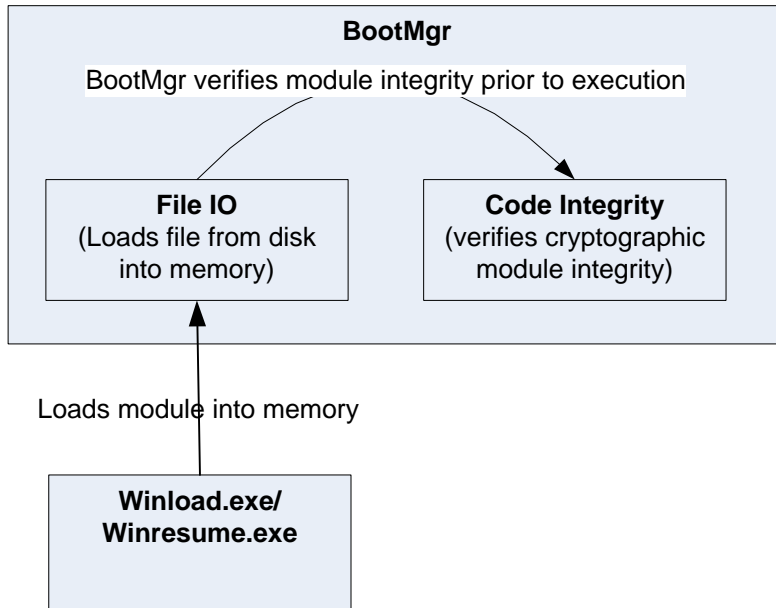 BootMgr
BootMgr verifies module integrity prior to execution
File IO
(Loads file from disk
into memory)
Code Integrity
(verifies cryptographic
module integrity)
Loads module into memory
Winload.exe/
Winresume.exe